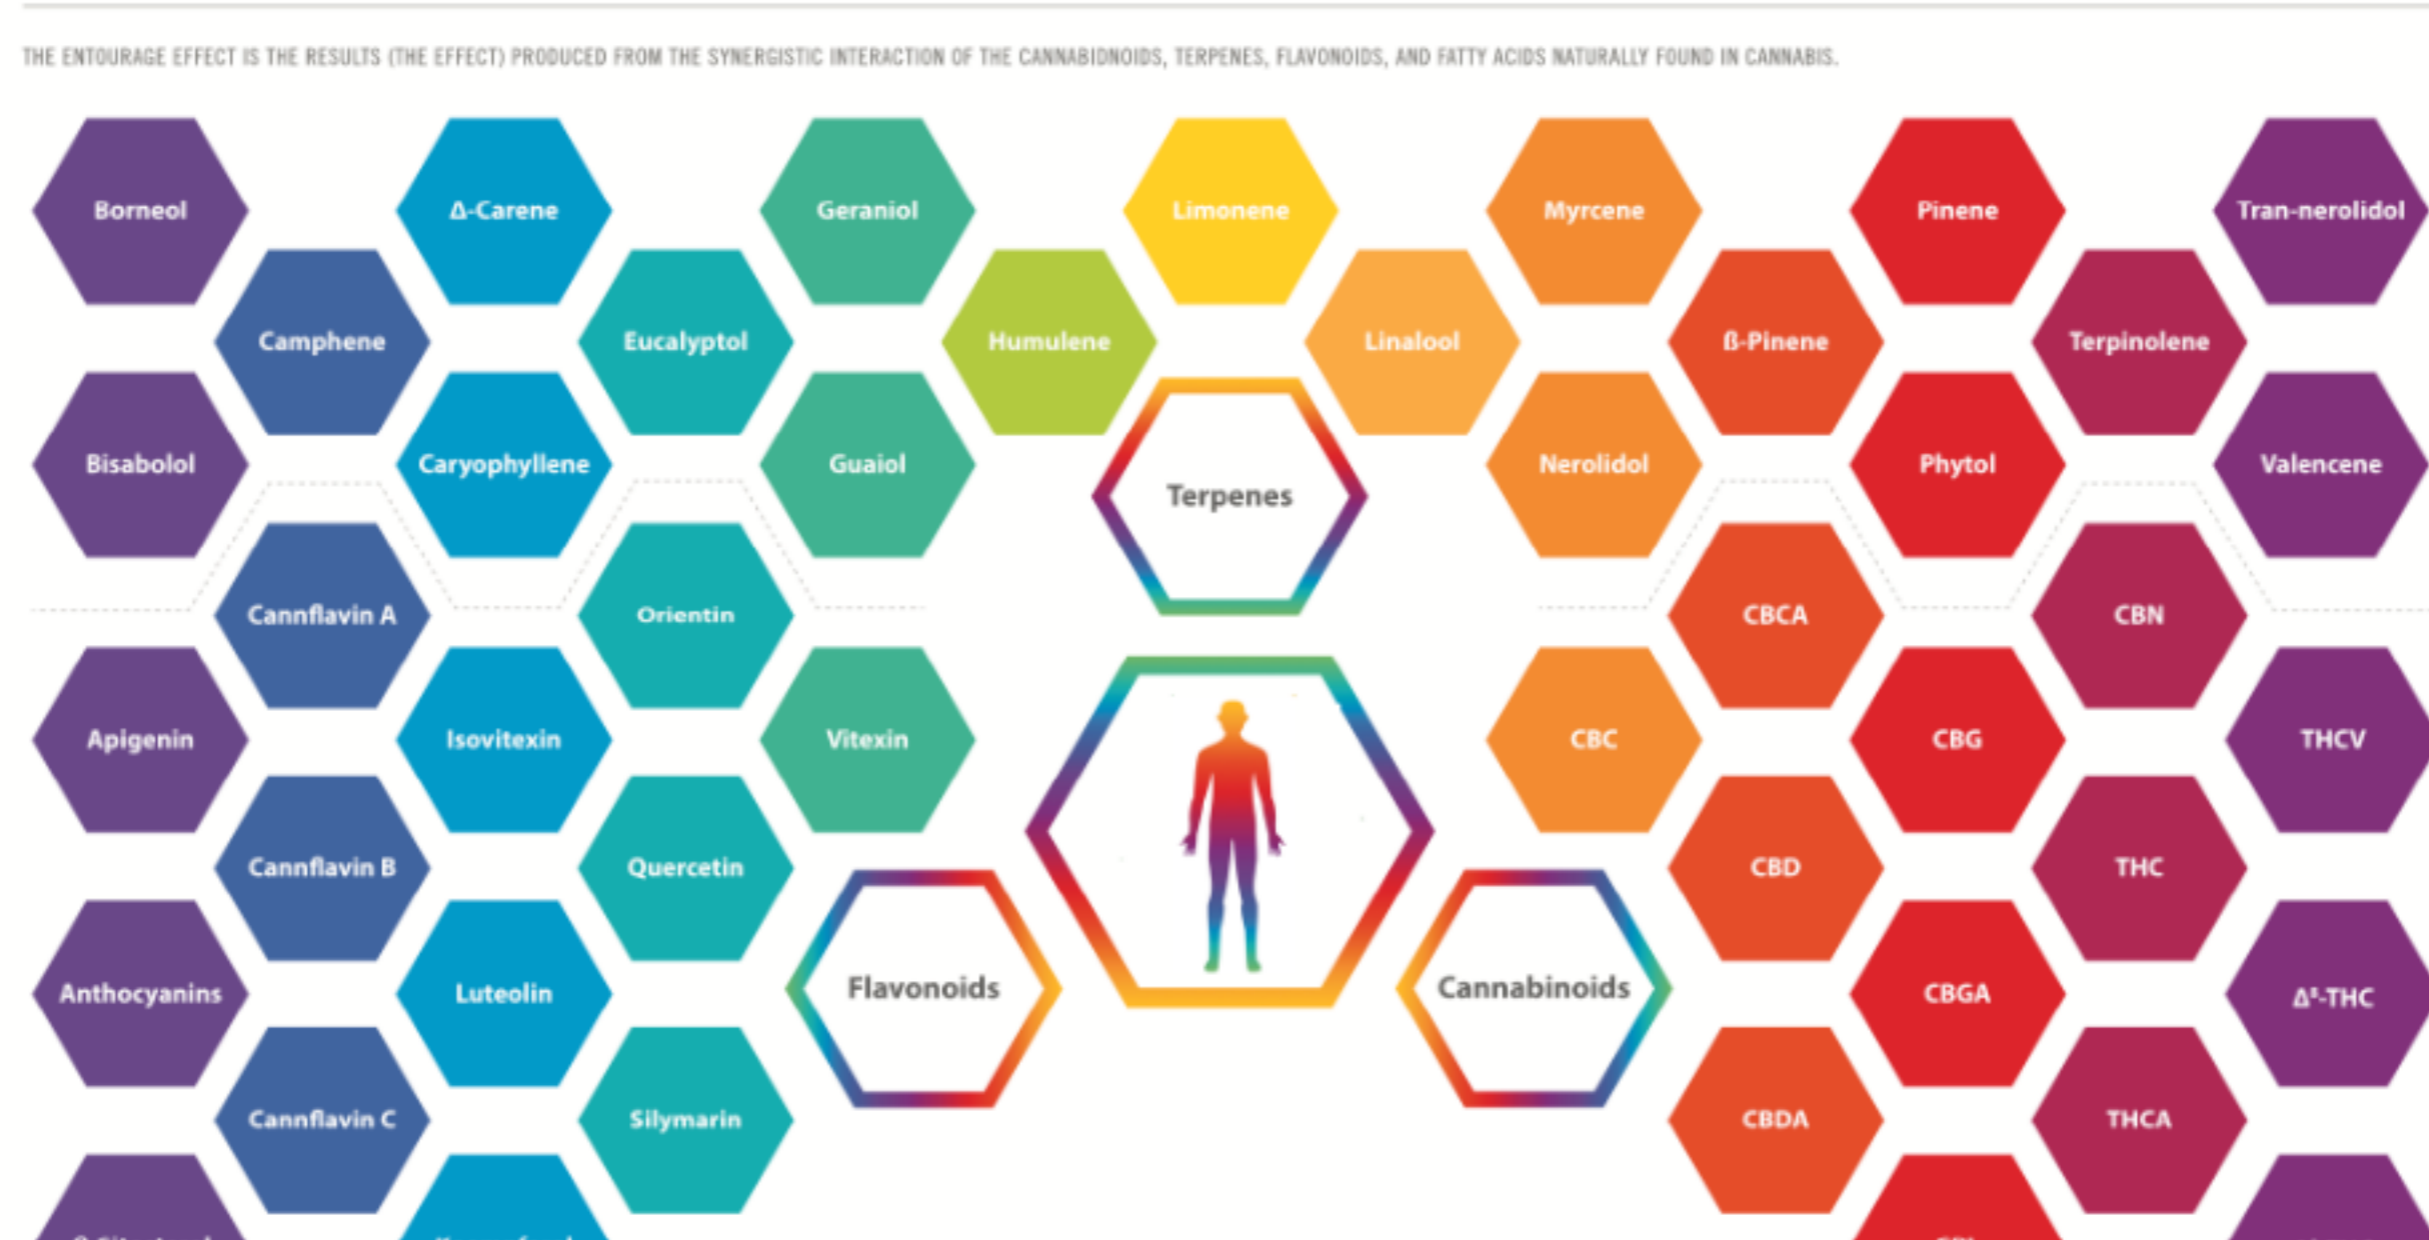 THE ENTOURAGE EFFECT IS THE RESULTS (THE EFFECT) PRODUCED FROM THE SYNERGISTIC INTERACTION OF THE CANNABIDNOIDS, TERPENES, FLAVONOIDS, AND FATTY ACIDS NATURALLY FOUND IN CANNABIS.
Borneol
Δ-Carene
Geraniol
Limonene
Myrcene
Pinene
Tran-nerolidol
Camphene
Eucalyptol
Humulene
Linalool
ß-Pinene
Terpinolene
Bisabolol
Caryophyllene
Guaiol
Terpenes
Nerolidol
Phytol
Valencene
Cannflavin A
Orientin
CBCA
CBN
Apigenin
Isovitexin
Vitexin
CBC
CBG
THCV
Cannflavin B
Quercetin
CBD
THC
Anthocyanins
Luteolin
Flavonoids
Cannabinoids
CBGA
Δ⁸-THC
Cannflavin C
Silymarin
CBDA
THCA